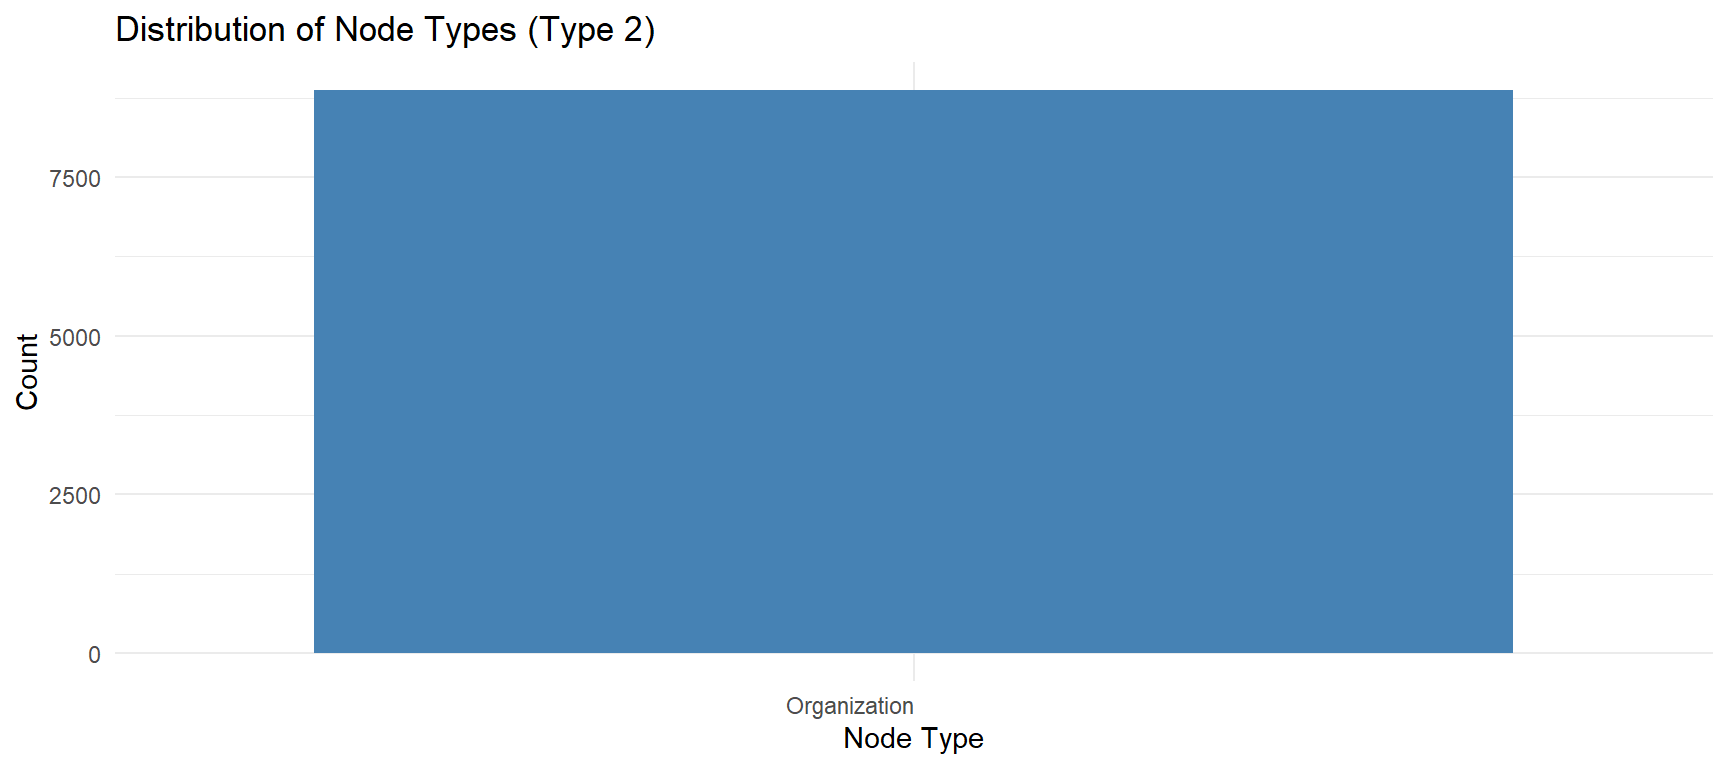 Distribution of Node Types (Type 2)
Count
7500
5000
2500
0
Organization
Node Type